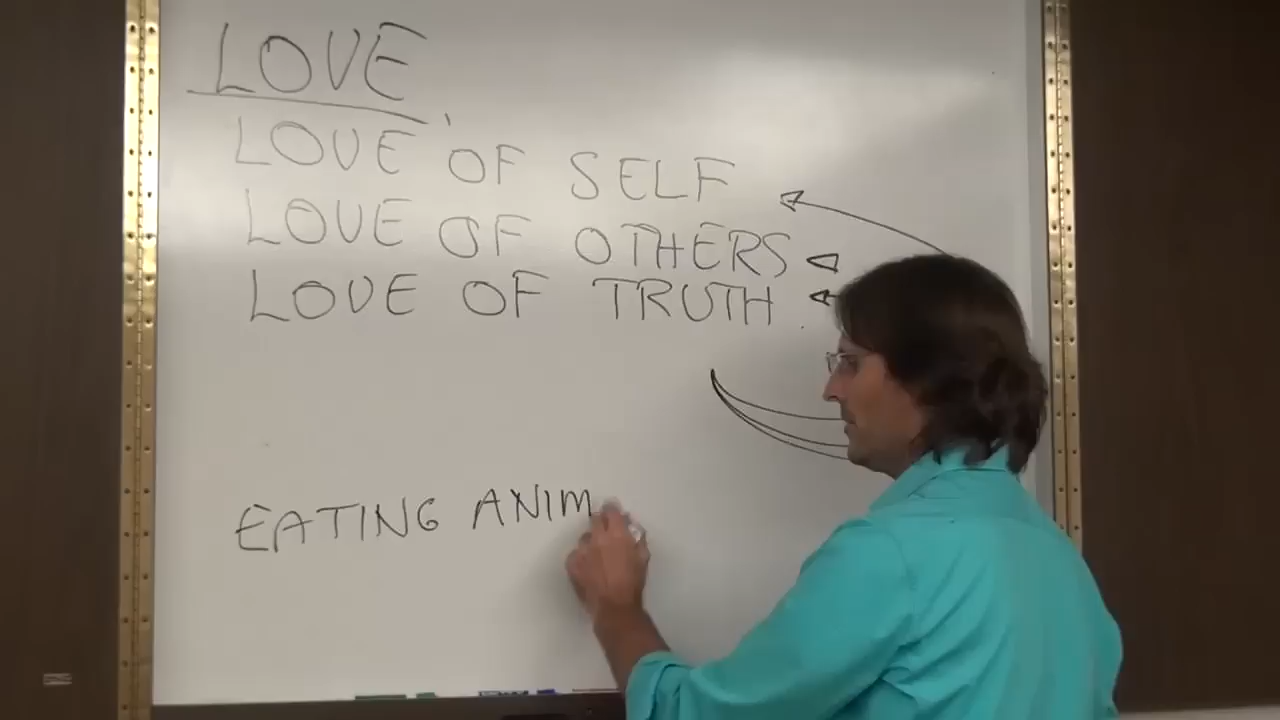 LOVE
LOVE OF SELF
LOVE OF OTHERS
LOVE OF TRUTH
EATING ANIM